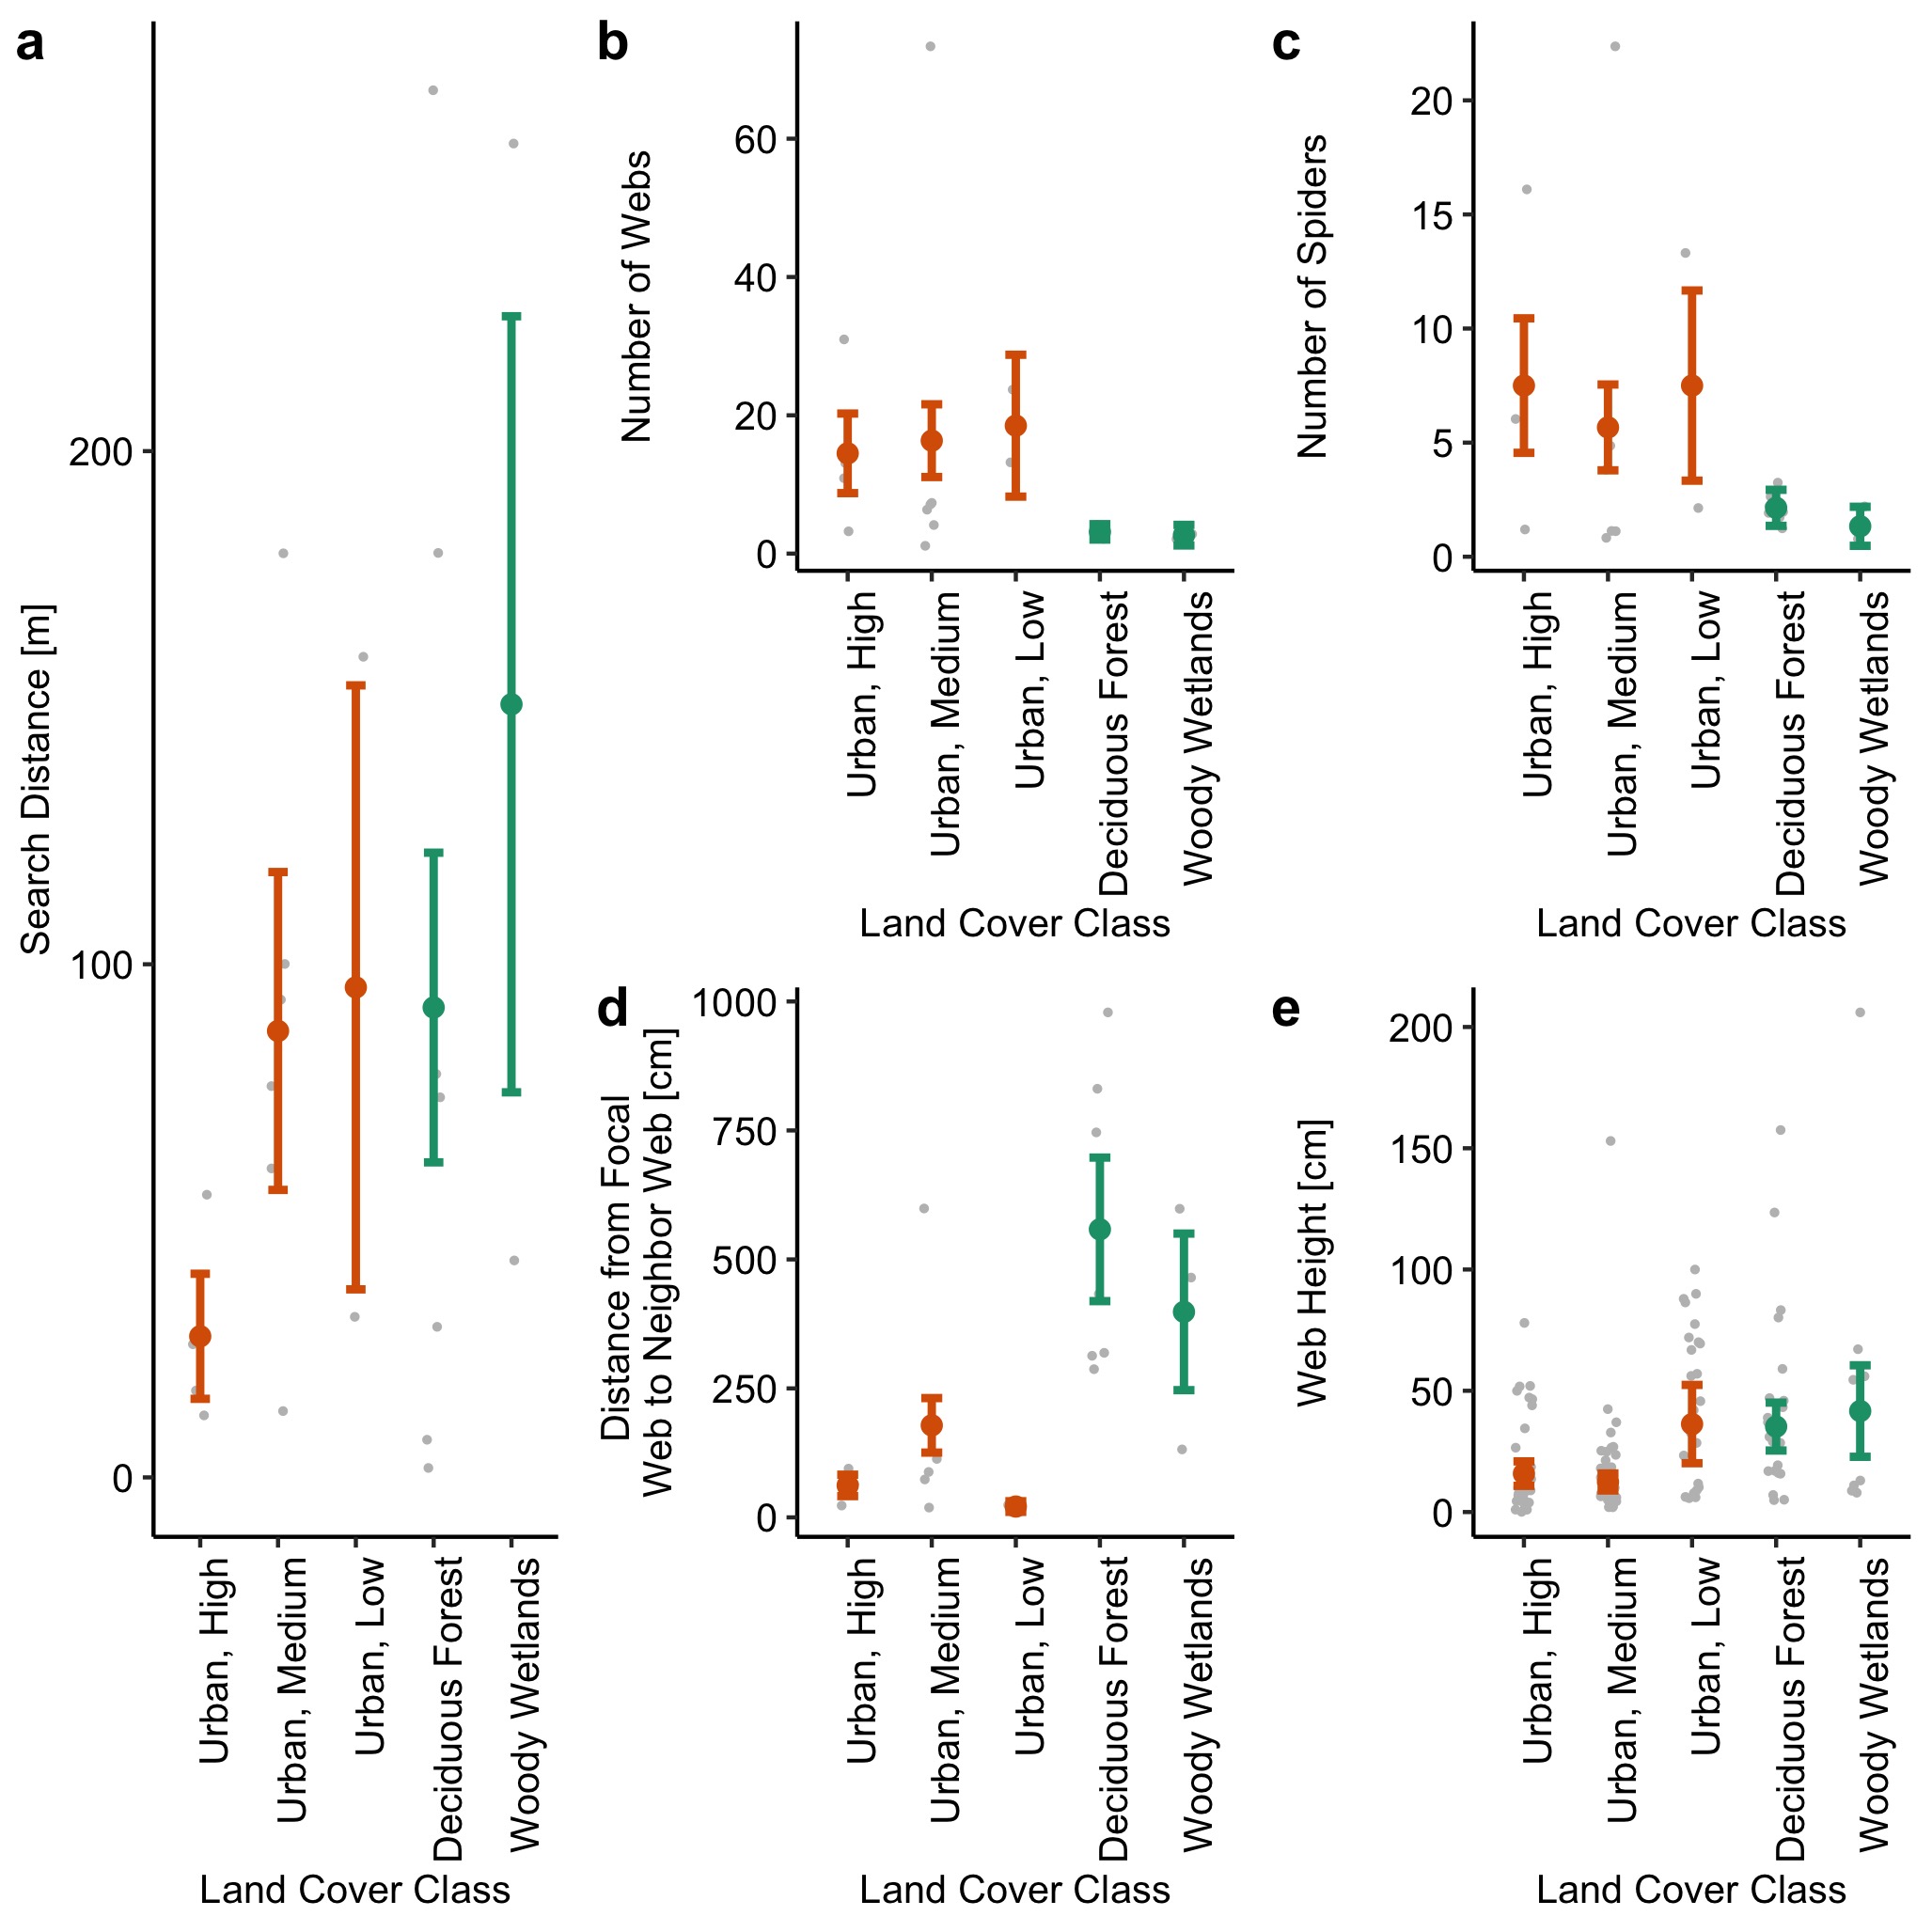 a
Search Distance [m]
200
100
0
Urban, High
Urban, Medium
Urban, Low
Deciduous Forest
Woody Wetlands
Land Cover Class
b
Number of Webs
60
40
20
0
Urban, High
Urban, Medium
Urban, Low
Deciduous Forest
Woody Wetlands
Land Cover Class
c
Number of Spiders
20
15
10
5
0
Urban, High
Urban, Medium
Urban, Low
Deciduous Forest
Woody Wetlands
Land Cover Class
d
Distance from Focal
Web to Neighbor Web [cm]
1000
750
500
250
0
Urban, High
Urban, Medium
Urban, Low
Deciduous Forest
Woody Wetlands
Land Cover Class
e
Web Height [cm]
200
150
100
50
0
Urban, High
Urban, Medium
Urban, Low
Deciduous Forest
Woody Wetlands
Land Cover Class